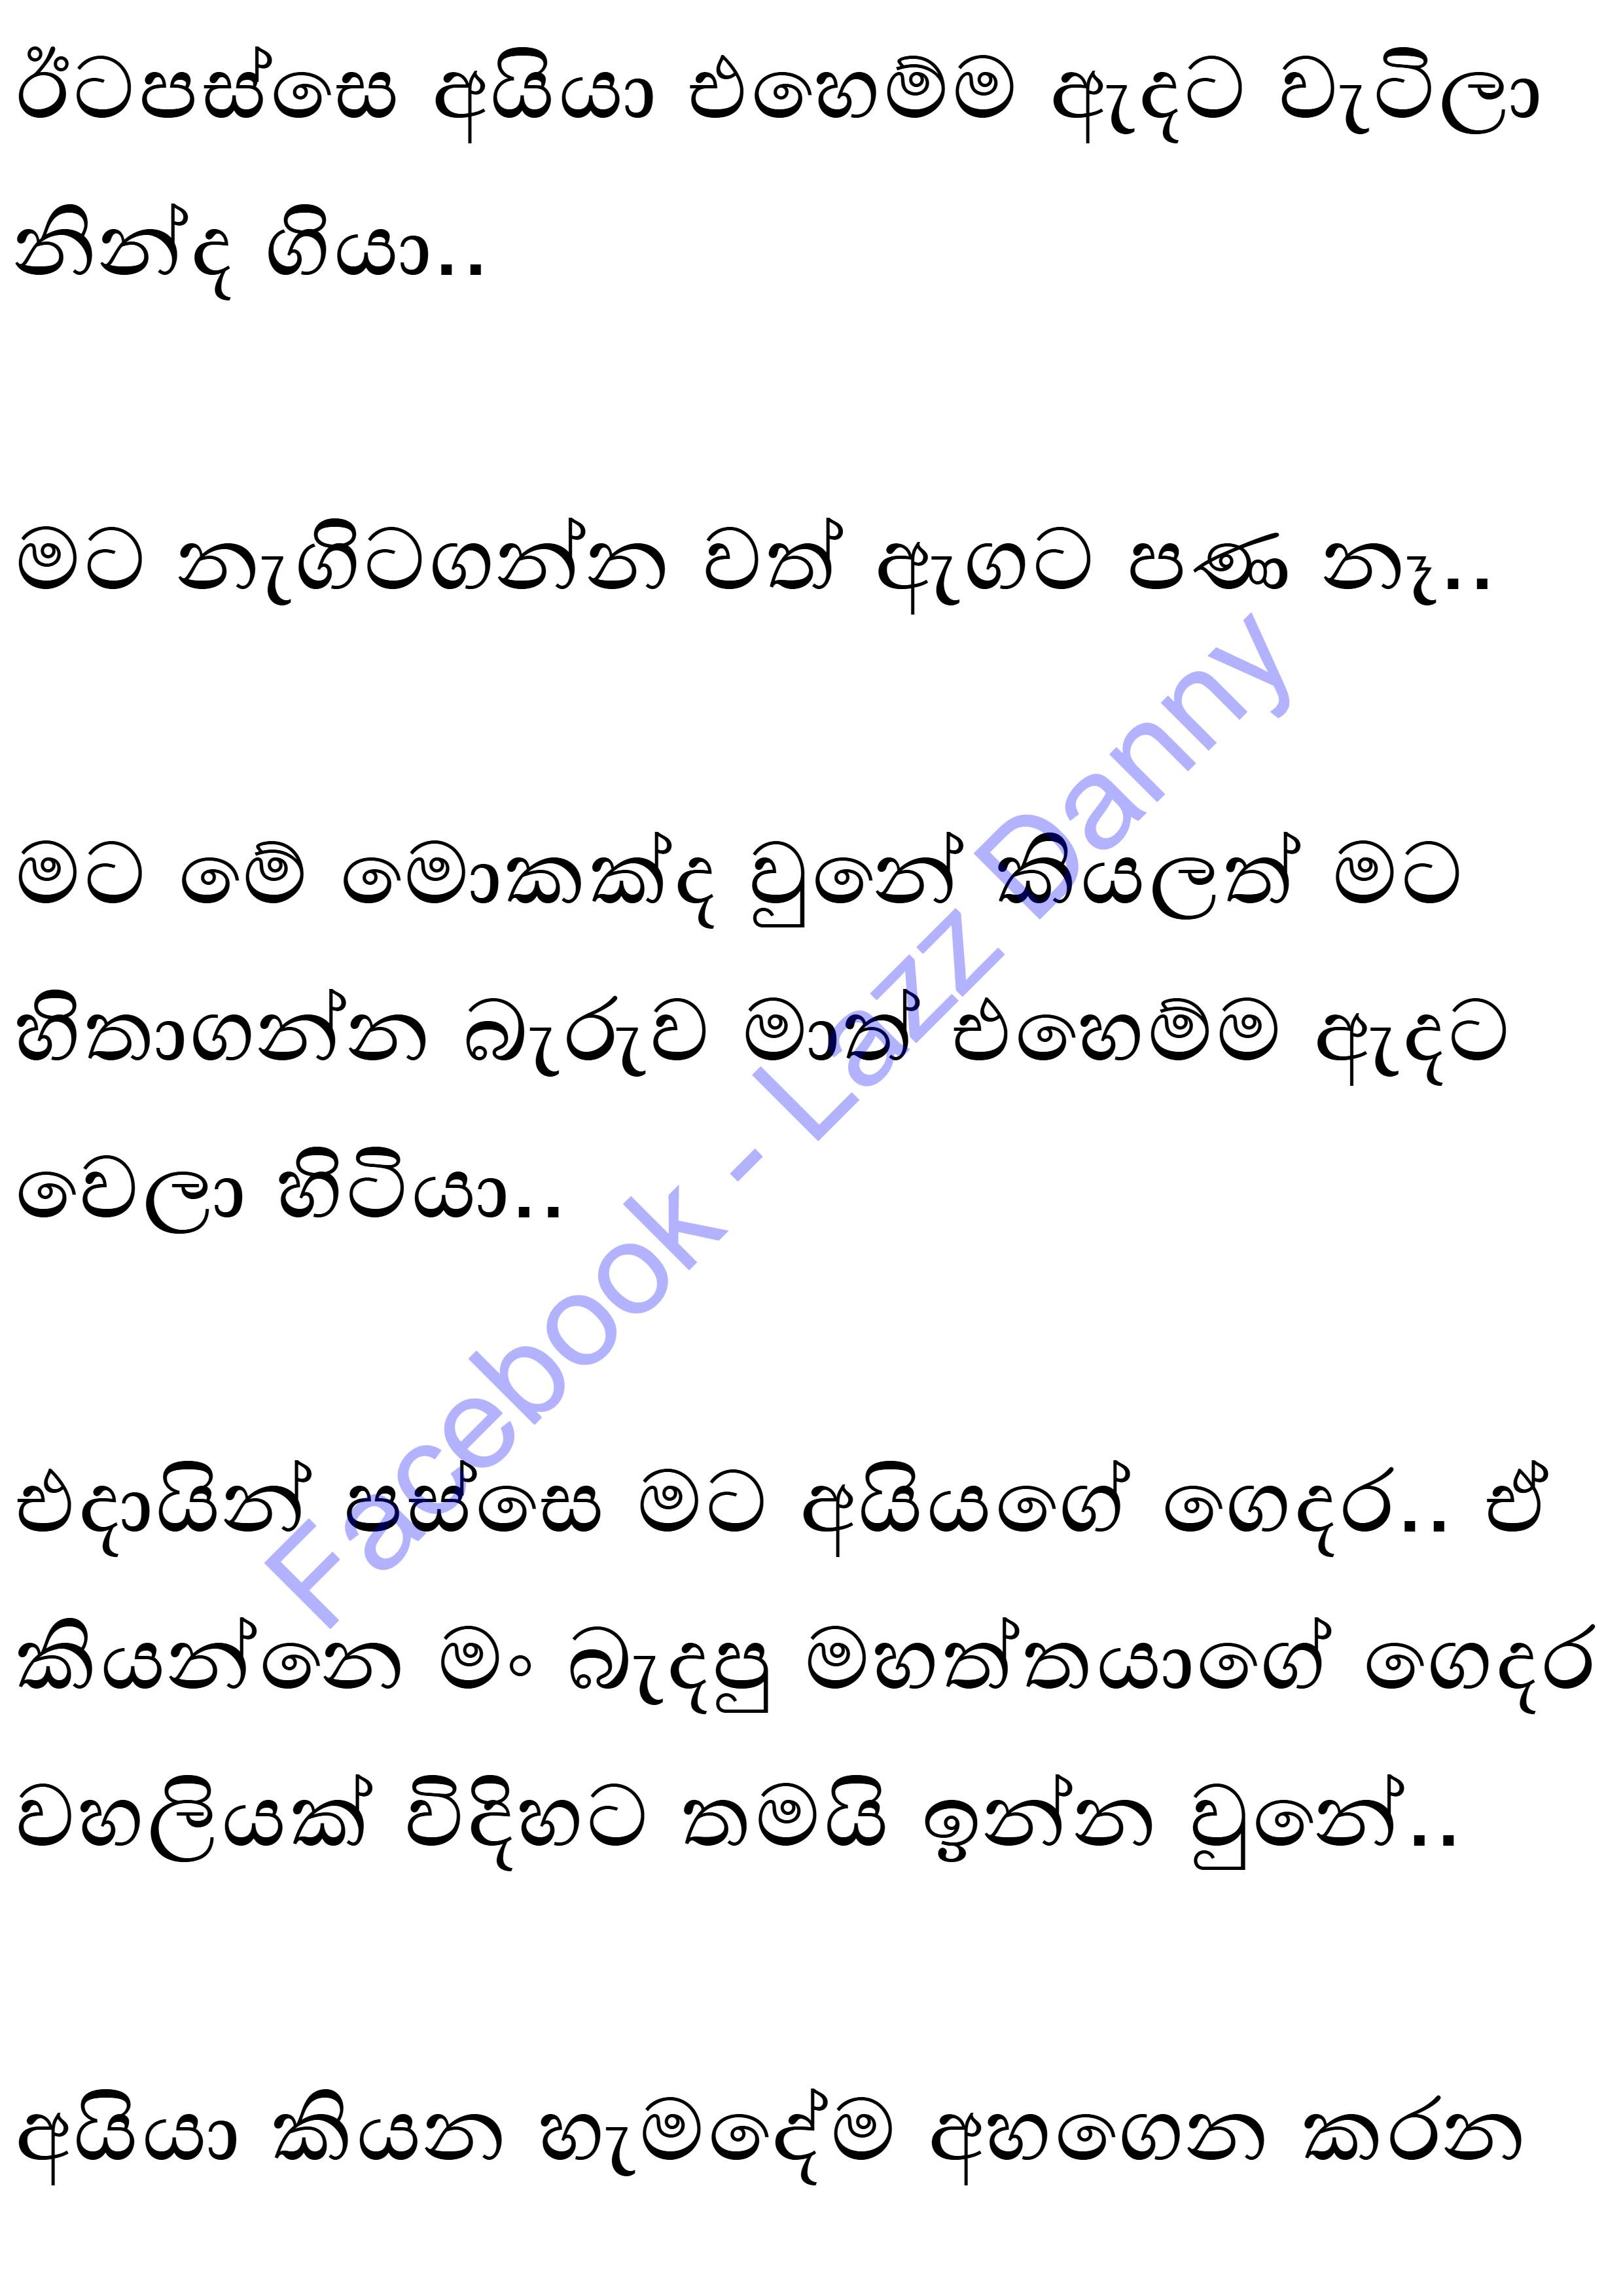 ඊටපස්සෙ අයියා එහෙම්ම ඇදට වැටිලා
නින්ද ගියා..
මට නැගිටගන්න වත් ඇගට පණ නෑ..
මට මේ මොකක්ද වුනේ කියලත් මට
හිතාගන්න බැරුව මාත් එහෙම්ම ඇදට
වෙලා හිටියා..
එදායින් පස්සෙ මට අයියගේ ගෙදර.. ඒ
කියන්නෙ මං බැදපු මහත්තයාගේ ගෙදර
වහලියක් විදිහට තමයි ඉන්න වුනේ..
අයියා කියන හැමදේම අහගෙන කරන
Facebook - Lazz Danny